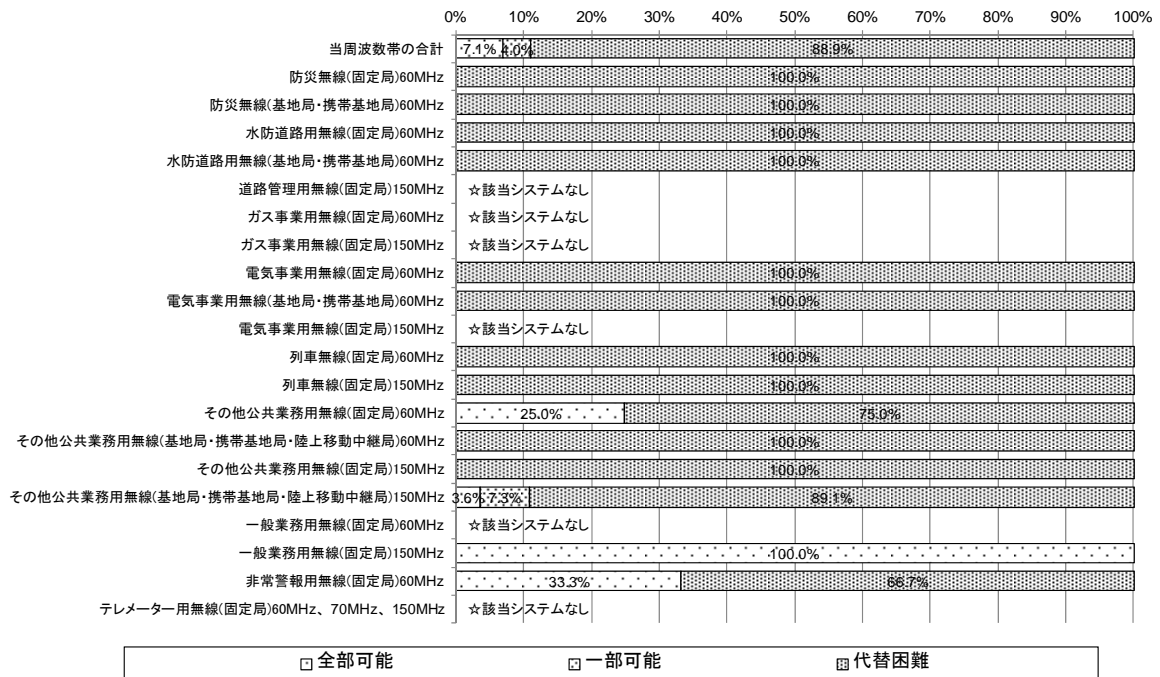 0% 10% 20% 30% 40% 50% 60% 70% 80% 90% 100%
当周波数帯の合計 7.1% 4.0% 88.9%
防災無線(固定局)60MHz 100.0%
防災無線(基地局・携帯基地局)60MHz 100.0%
水防道路用無線(固定局)60MHz 100.0%
水防道路用無線(基地局・携帯基地局)60MHz 100.0%
道路管理用無線(固定局)150MHz ☆該当システムなし
ガス事業用無線(固定局)60MHz ☆該当システムなし
ガス事業用無線(固定局)150MHz ☆該当システムなし
電気事業用無線(固定局)60MHz 100.0%
電気事業用無線(基地局・携帯基地局)60MHz 100.0%
電気事業用無線(固定局)150MHz ☆該当システムなし
列車無線(固定局)60MHz 100.0%
列車無線(固定局)150MHz 100.0%
その他公共業務用無線(固定局)60MHz 25.0% 75.0%
その他公共業務用無線(基地局・携帯基地局・陸上移動中継局)60MHz 100.0%
その他公共業務用無線(固定局)150MHz 100.0%
その他公共業務用無線(基地局・携帯基地局・陸上移動中継局)150MHz 3.6% 7.3% 89.1%
一般業務用無線(固定局)60MHz ☆該当システムなし
一般業務用無線(固定局)150MHz 100.0%
非常警報用無線(固定局)60MHz 33.3% 66.7%
テレメーター用無線(固定局)60MHz、70MHz、150MHz ☆該当システムなし
全部可能 一部可能 代替困難